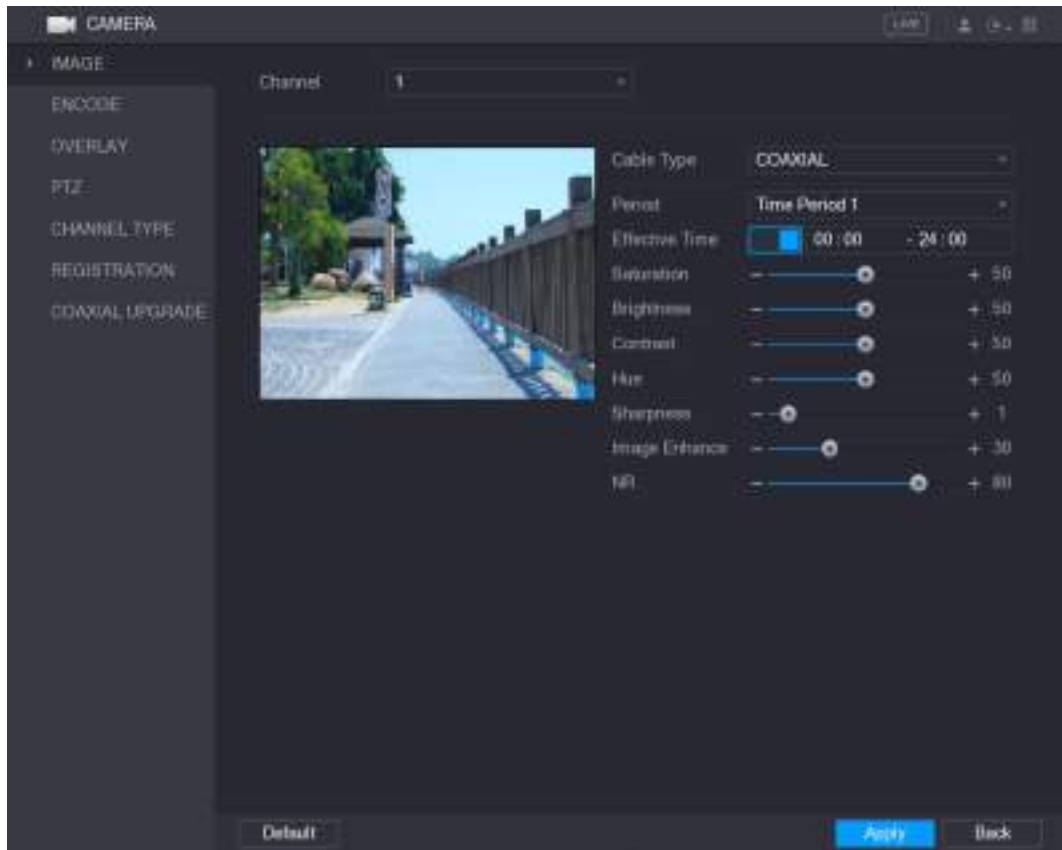 CAMERA
LIVE
IMAGE
ENCODE
OVERLAY
PTZ
CHANNEL TYPE
REGISTRATION
COAXIAL UPGRADE
Channel 1
Cable Type COAXIAL
Period Time Period 1
Effective Time 00 : 00 - 24 : 00
Saturation - + 50
Brightness - + 50
Contrast - + 50
Hue - + 50
Sharpness - + 1
Image Enhance - + 30
NR - + 80
Default Apply Back